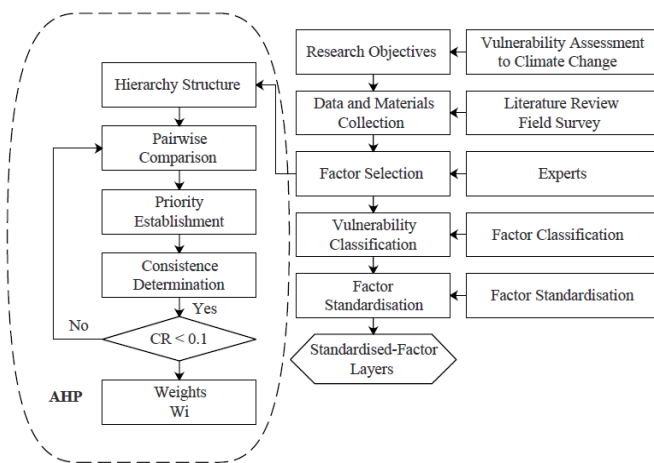 Research Objectives
Vulnerability Assessment
to Climate Change
Hierarchy Structure
Data and Materials
Collection
Literature Review
Field Survey
Pairwise
Comparison
Factor Selection
Experts
Priority
Establishment
Vulnerability
Classification
Factor Classification
Consistence
Determination
Factor
Standardisation
Factor Standardisation
Yes
No
CR < 0.1
Standardised-Factor
Layers
AHP
Weights
Wi